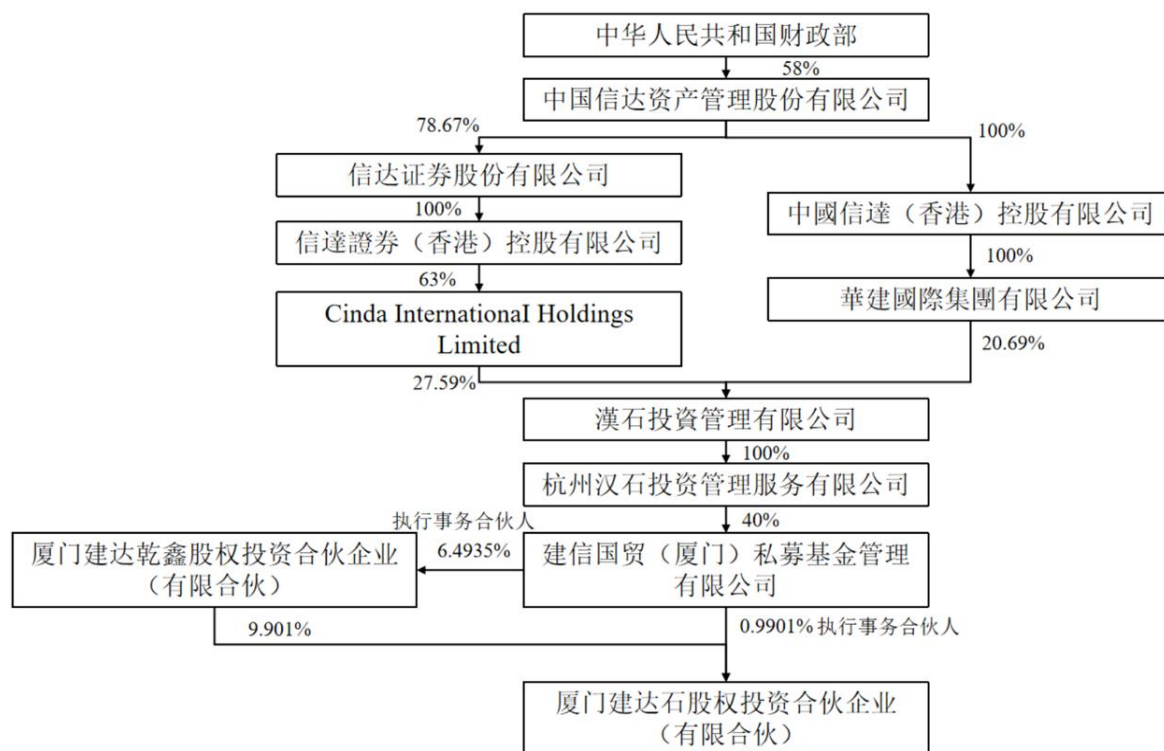 中华人民共和国财政部
58%
中国信达资产管理股份有限公司
78.67%
100%
信达证券股份有限公司
100%
中國信達（香港）控股有限公司
信達證券（香港）控股有限公司
63%
100%
Cinda International Holdings
Limited
華建國際集團有限公司
20.69%
27.59%
漢石投資管理有限公司
100%
杭州汉石投资管理服务有限公司
执行事务合伙人
40%
6.4935%
厦门建达乾鑫股权投资合伙企业
（有限合伙）
建信国贸（厦门）私募基金管理
有限公司
9.901%
0.9901% 执行事务合伙人
厦门建达石股权投资合伙企业
（有限合伙）